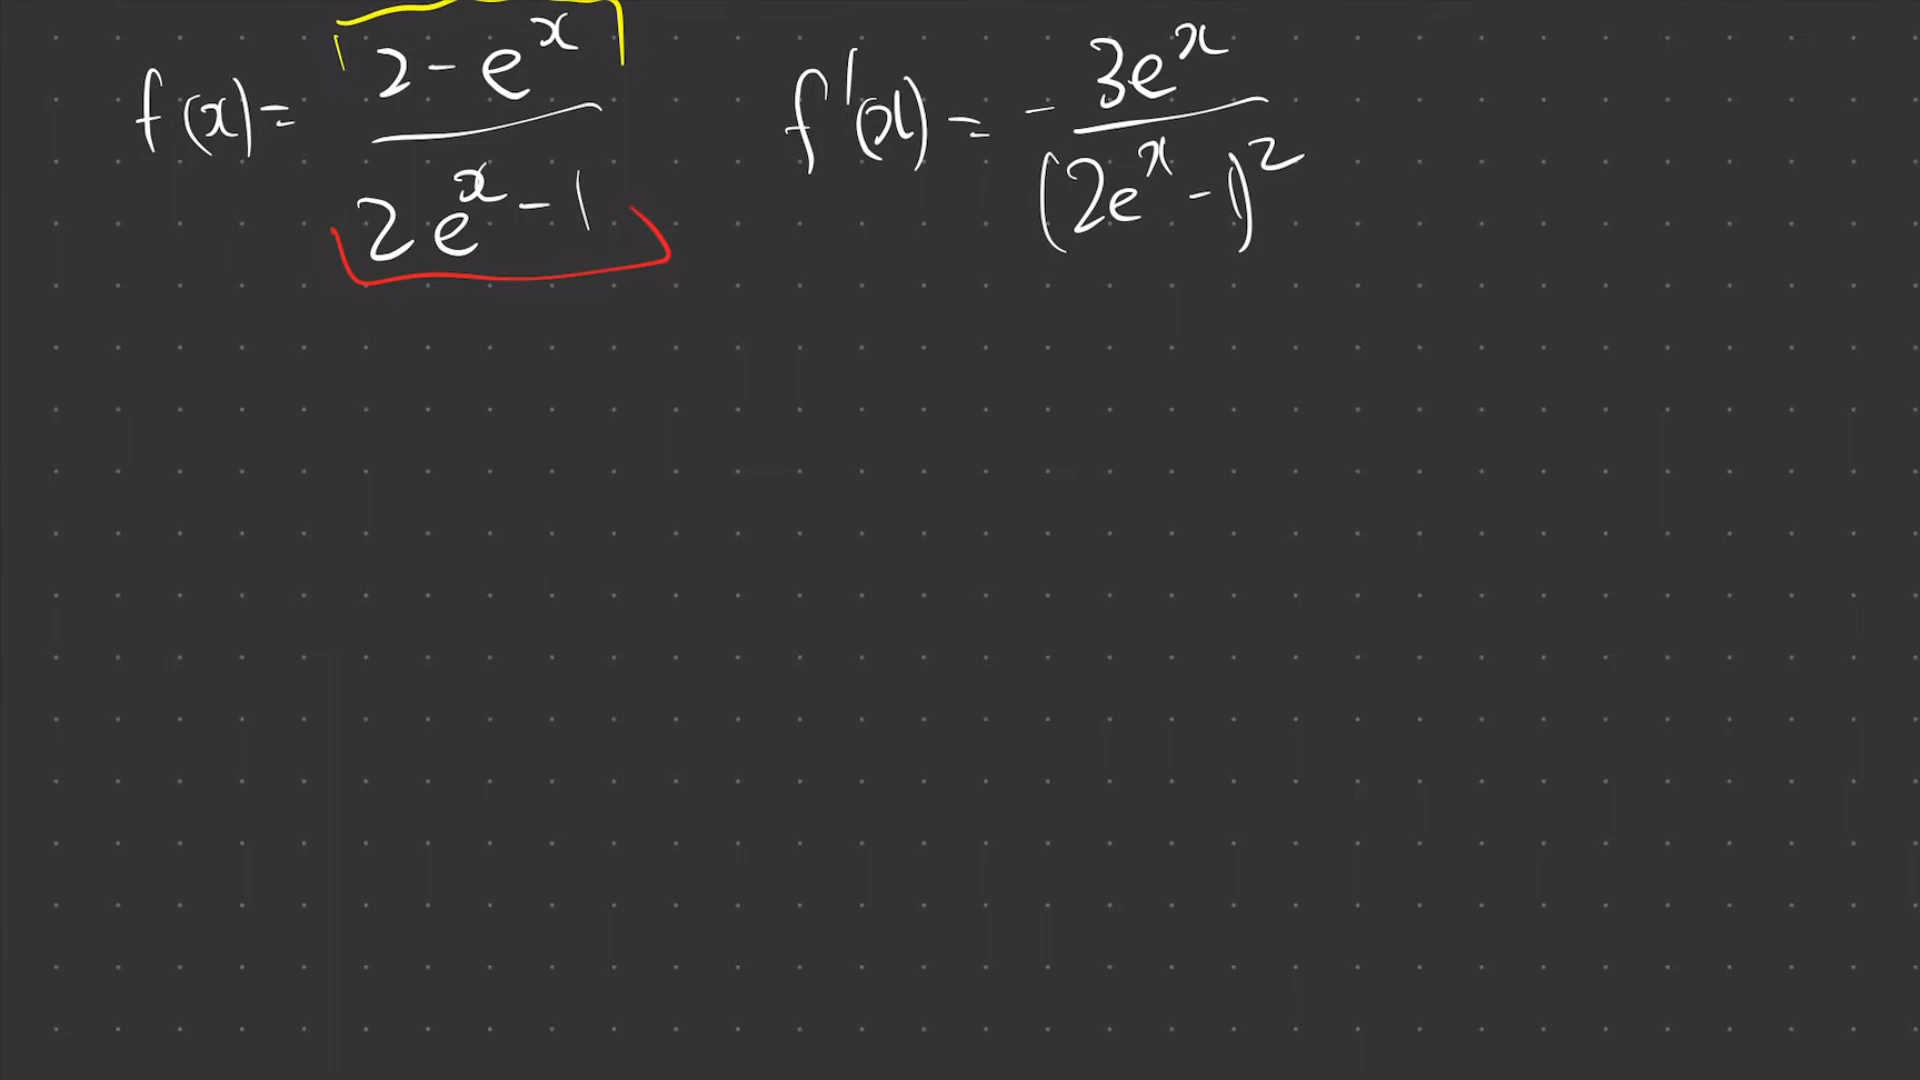 f(x) = (2 - e^x) / (2e^x - 1)
f'(x) = - 3e^x / (2e^x - 1)^2